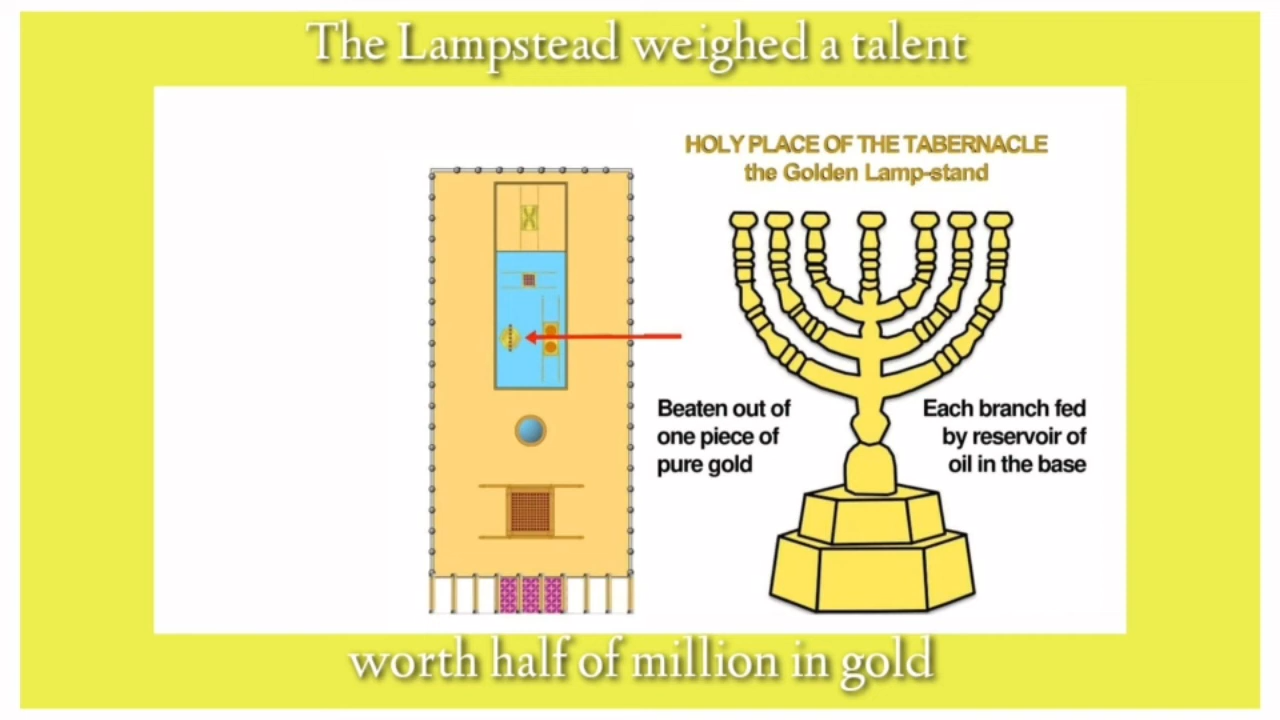 The Lampstead weighed a talent
HOLY PLACE OF THE TABERNACLE
the Golden Lamp-stand
Beaten out of
one piece of
pure gold
Each branch fed
by reservoir of
oil in the base
worth half of million in gold